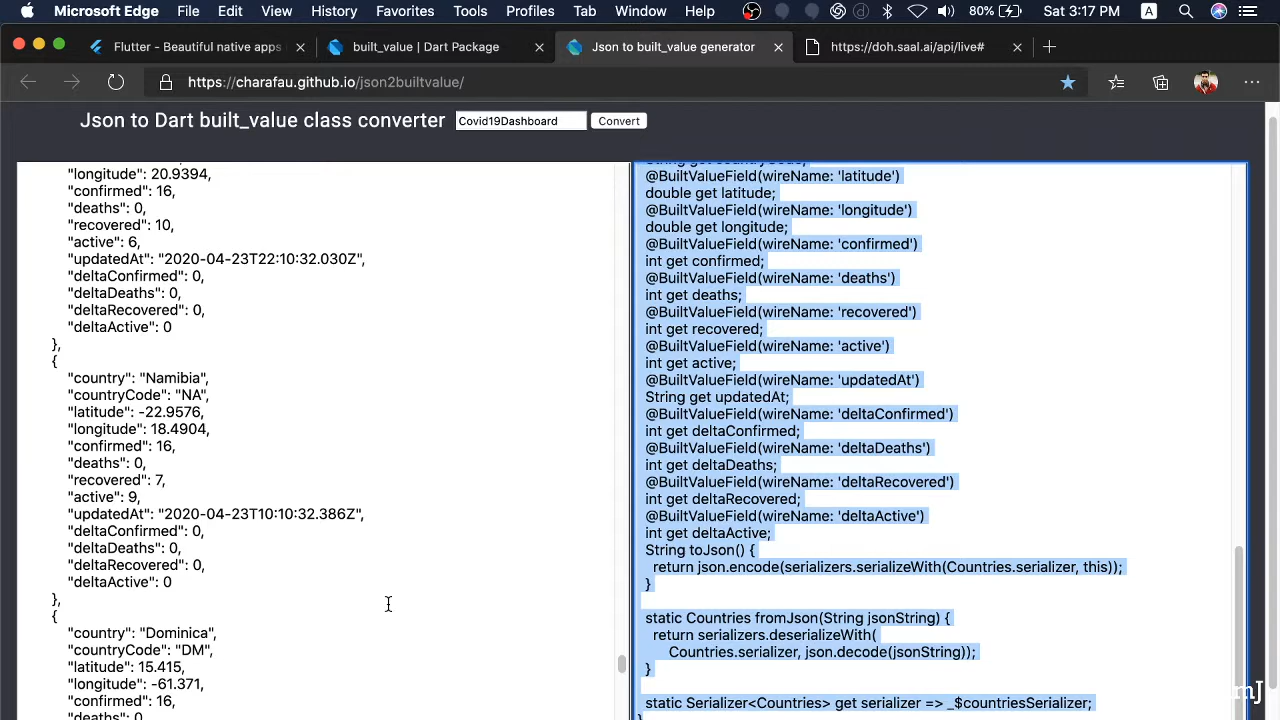 Microsoft Edge File Edit View History Favorites Tools Profiles Tab Window Help 80% Sat 3:17 PM A
Flutter - Beautiful native apps
built_value | Dart Package
Json to built_value generator
https://doh.saal.ai/api/live#
https://charafau.github.io/json2builtvalue/
Json to Dart built_value class converter Covid19Dashboard Convert
"longitude": 20.9394,
"confirmed": 16,
"deaths": 0,
"recovered": 10,
"active": 6,
"updatedAt": "2020-04-23T22:10:32.030Z",
"deltaConfirmed": 0,
"deltaDeaths": 0,
"deltaRecovered": 0,
"deltaActive": 0
},
{
"country": "Namibia",
"countryCode": "NA",
"latitude": -22.9576,
"longitude": 18.4904,
"confirmed": 16,
"deaths": 0,
"recovered": 7,
"active": 9,
"updatedAt": "2020-04-23T10:10:32.386Z",
"deltaConfirmed": 0,
"deltaDeaths": 0,
"deltaRecovered": 0,
"deltaActive": 0
},
{
"country": "Dominica",
"countryCode": "DM",
"latitude": 15.415,
"longitude": -61.371,
"confirmed": 16,
"deaths": 0
String get countryCode;
@BuiltValueField(wireName: 'latitude')
double get latitude;
@BuiltValueField(wireName: 'longitude')
double get longitude;
@BuiltValueField(wireName: 'confirmed')
int get confirmed;
@BuiltValueField(wireName: 'deaths')
int get deaths;
@BuiltValueField(wireName: 'recovered')
int get recovered;
@BuiltValueField(wireName: 'active')
int get active;
@BuiltValueField(wireName: 'updatedAt')
String get updatedAt;
@BuiltValueField(wireName: 'deltaConfirmed')
int get deltaConfirmed;
@BuiltValueField(wireName: 'deltaDeaths')
int get deltaDeaths;
@BuiltValueField(wireName: 'deltaRecovered')
int get deltaRecovered;
@BuiltValueField(wireName: 'deltaActive')
int get deltaActive;
String toJson() {
return json.encode(serializers.serializeWith(Countries.serializer, this));
}
static Countries fromJson(String jsonString) {
return serializers.deserializeWith(
Countries.serializer, json.decode(jsonString));
}
static Serializer<Countries> get serializer => _$countriesSerializer;
}